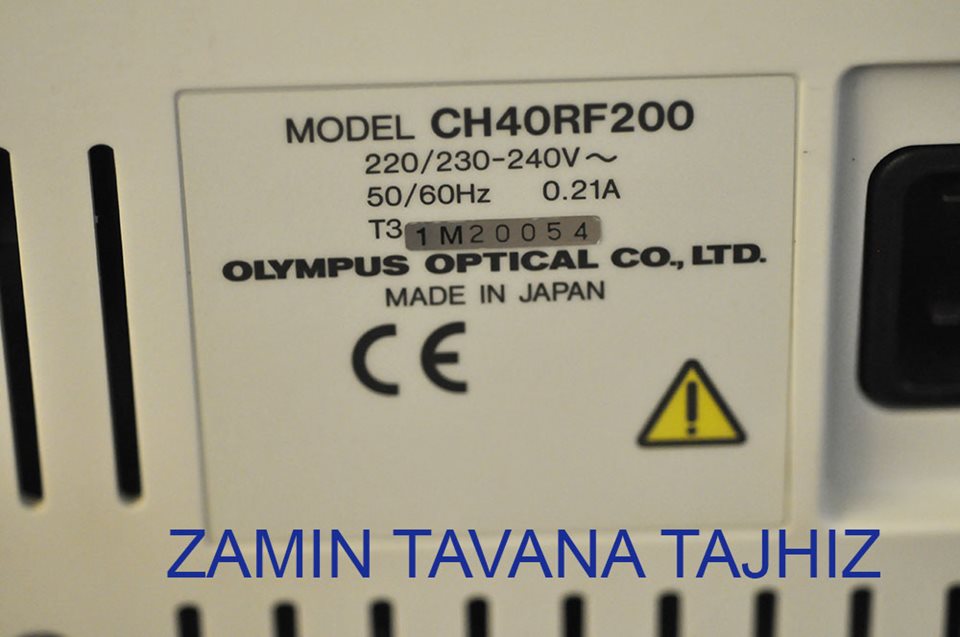 MODEL CH40RF200
220/230-240V～
50/60Hz 0.21A
T3 1M20054
OLYMPUS OPTICAL CO., LTD.
MADE IN JAPAN
CE
ZAMIN TAVANA TAJHIZ